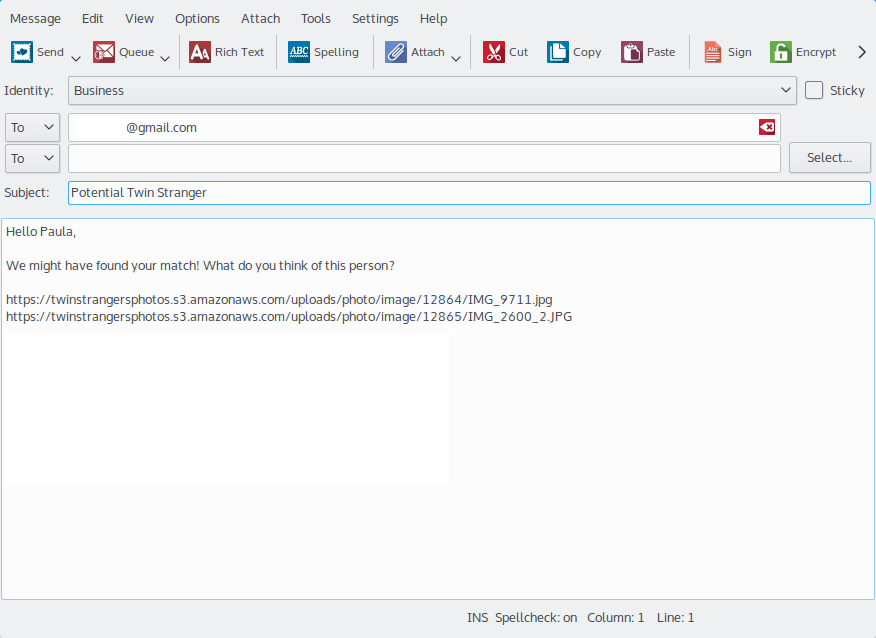 Message Edit View Options Attach Tools Settings Help
Send Queue Rich Text Spelling Attach Cut Copy Paste Sign Encrypt
Identity: Business Sticky
To @gmail.com
To Select...
Subject: Potential Twin Stranger
Hello Paula,
We might have found your match! What do you think of this person?
https://twinstrangersphotos.s3.amazonaws.com/uploads/photo/image/12864/IMG_9711.jpg
https://twinstrangersphotos.s3.amazonaws.com/uploads/photo/image/12865/IMG_2600_2.JPG
INS Spellcheck: on Column: 1 Line: 1